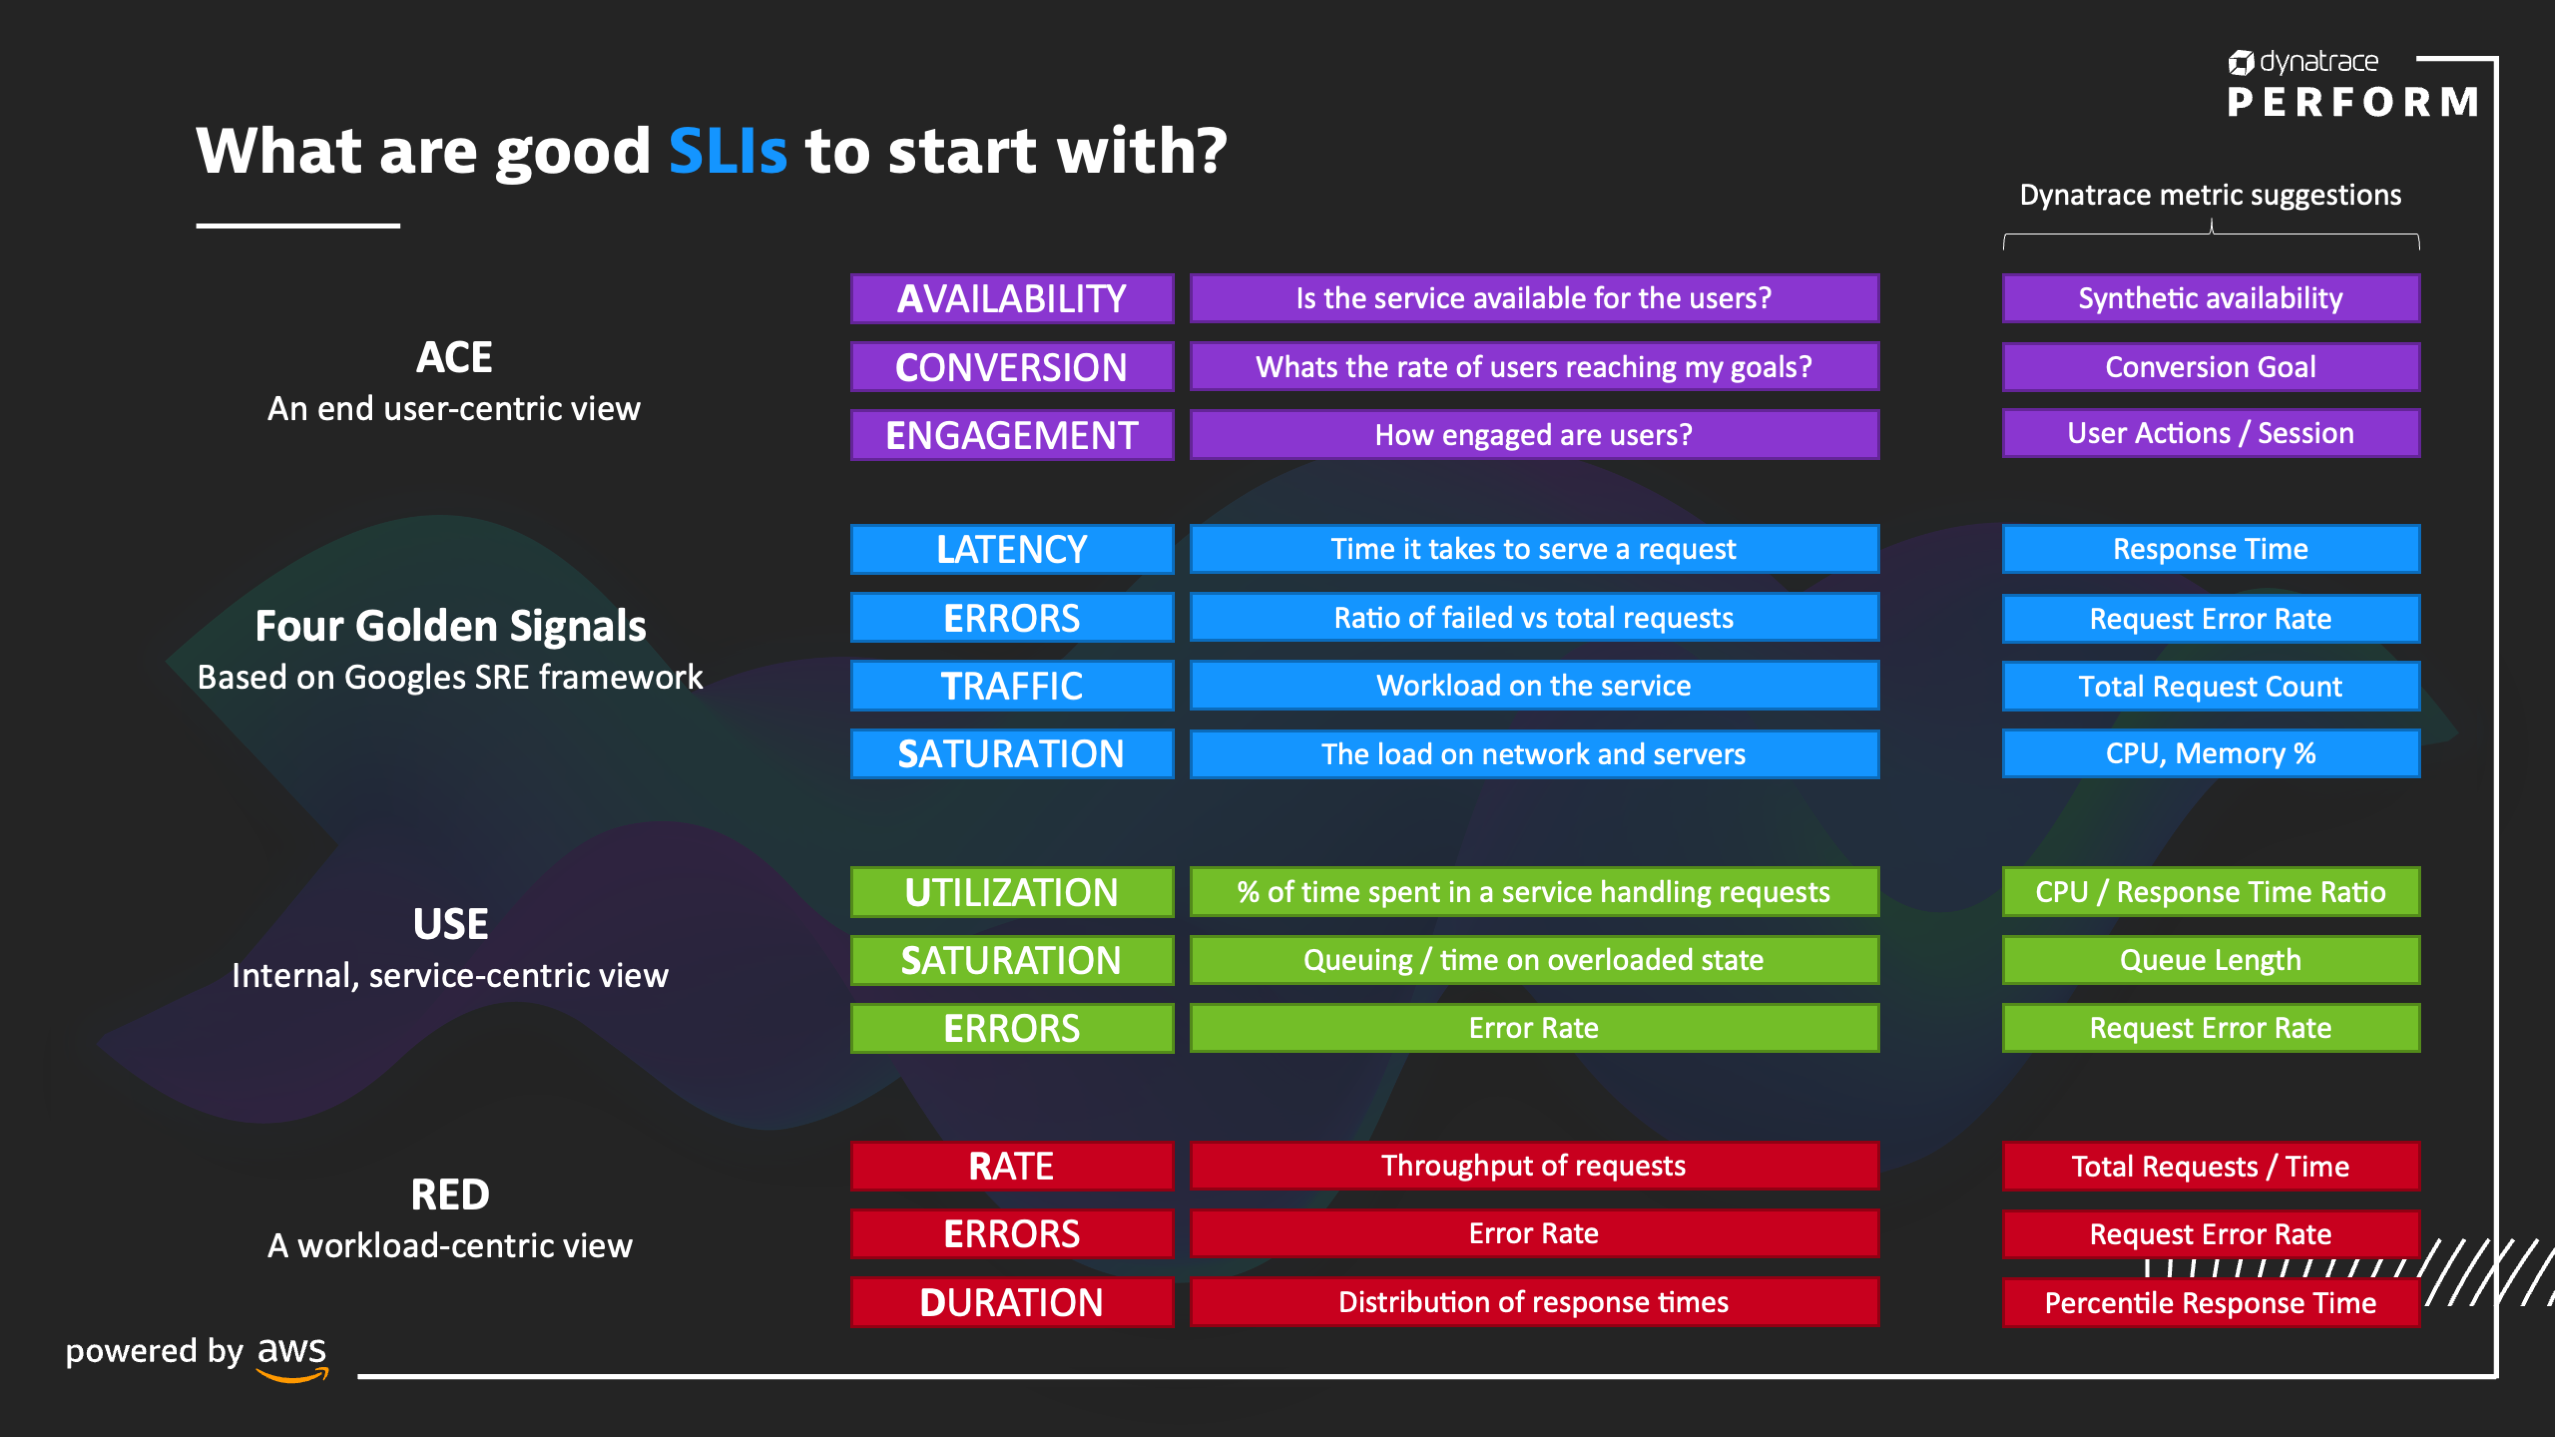 dynatrace
PERFORM
What are good SLIs to start with?
Dynatrace metric suggestions
ACE
An end user-centric view
AVAILABILITY Is the service available for the users? Synthetic availability
CONVERSION Whats the rate of users reaching my goals? Conversion Goal
ENGAGEMENT How engaged are users? User Actions / Session
Four Golden Signals
Based on Googles SRE framework
LATENCY Time it takes to serve a request Response Time
ERRORS Ratio of failed vs total requests Request Error Rate
TRAFFIC Workload on the service Total Request Count
SATURATION The load on network and servers CPU, Memory %
USE
Internal, service-centric view
UTILIZATION % of time spent in a service handling requests CPU / Response Time Ratio
SATURATION Queuing / time on overloaded state Queue Length
ERRORS Error Rate Request Error Rate
RED
A workload-centric view
RATE Throughput of requests Total Requests / Time
ERRORS Error Rate Request Error Rate
DURATION Distribution of response times Percentile Response Time
powered by aws